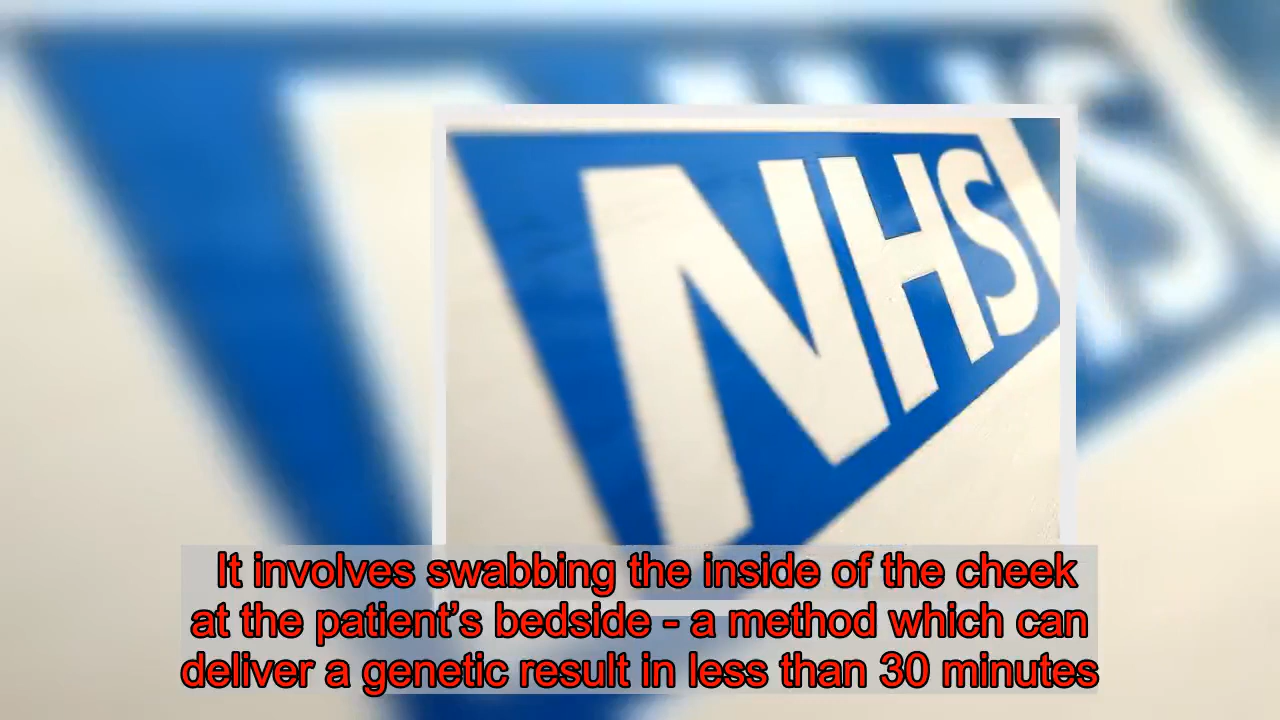 NHS
It involves swabbing the inside of the cheek
at the patient's bedside - a method which can
deliver a genetic result in less than 30 minutes